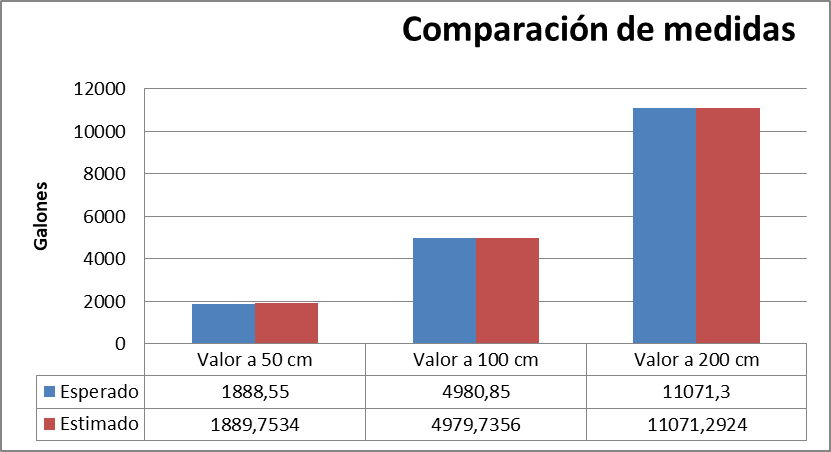 Comparación de medidas
Galones
12000
10000
8000
6000
4000
2000
0
Valor a 50 cm Valor a 100 cm Valor a 200 cm
Esperado 1888,55 4980,85 11071,3
Estimado 1889,7534 4979,7356 11071,2924